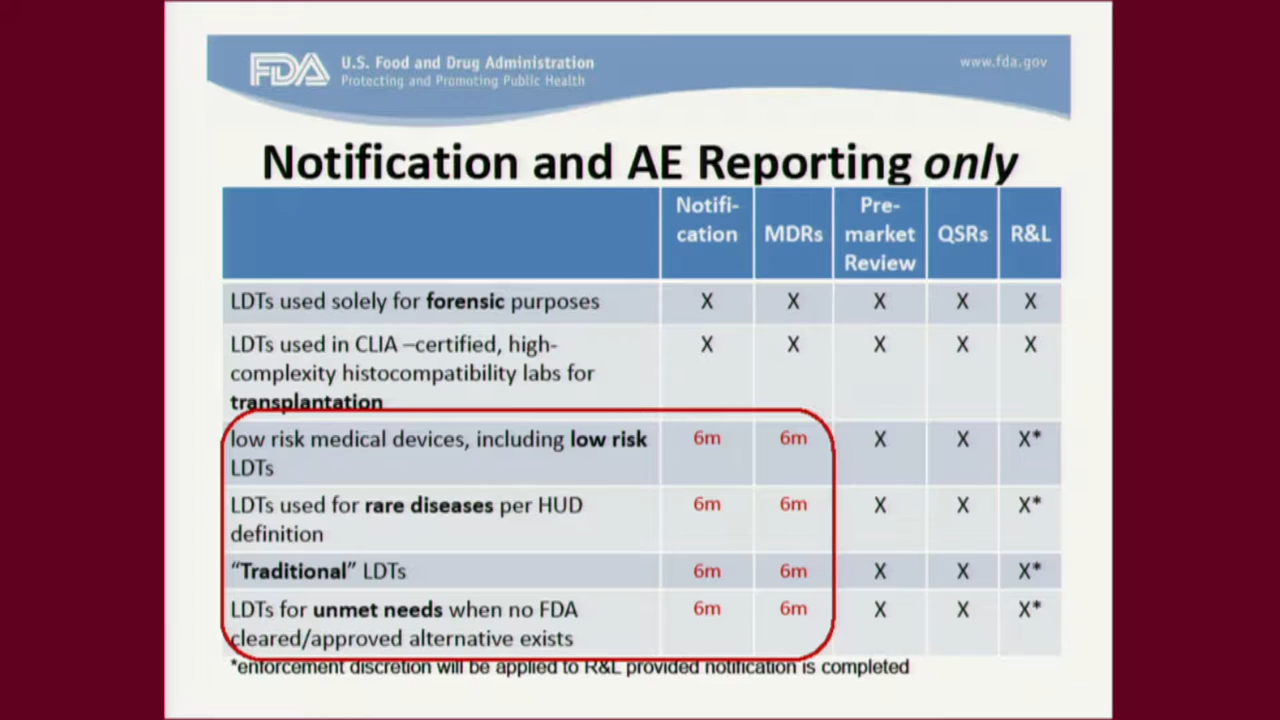 FDA U.S. Food and Drug Administration www.fda.gov
Protecting and Promoting Public Health
Notification and AE Reporting only
Notifi-
cation
MDRs
Pre-
market
Review
QSRs
R&L
LDTs used solely for forensic purposes X X X X X
LDTs used in CLIA –certified, high- X X X X X
complexity histocompatibility labs for
transplantation
low risk medical devices, including low risk 6m 6m X X X*
LDTs
LDTs used for rare diseases per HUD 6m 6m X X X*
definition
“Traditional” LDTs 6m 6m X X X*
LDTs for unmet needs when no FDA 6m 6m X X X*
cleared/approved alternative exists
*enforcement discretion will be applied to R&L provided notification is completed